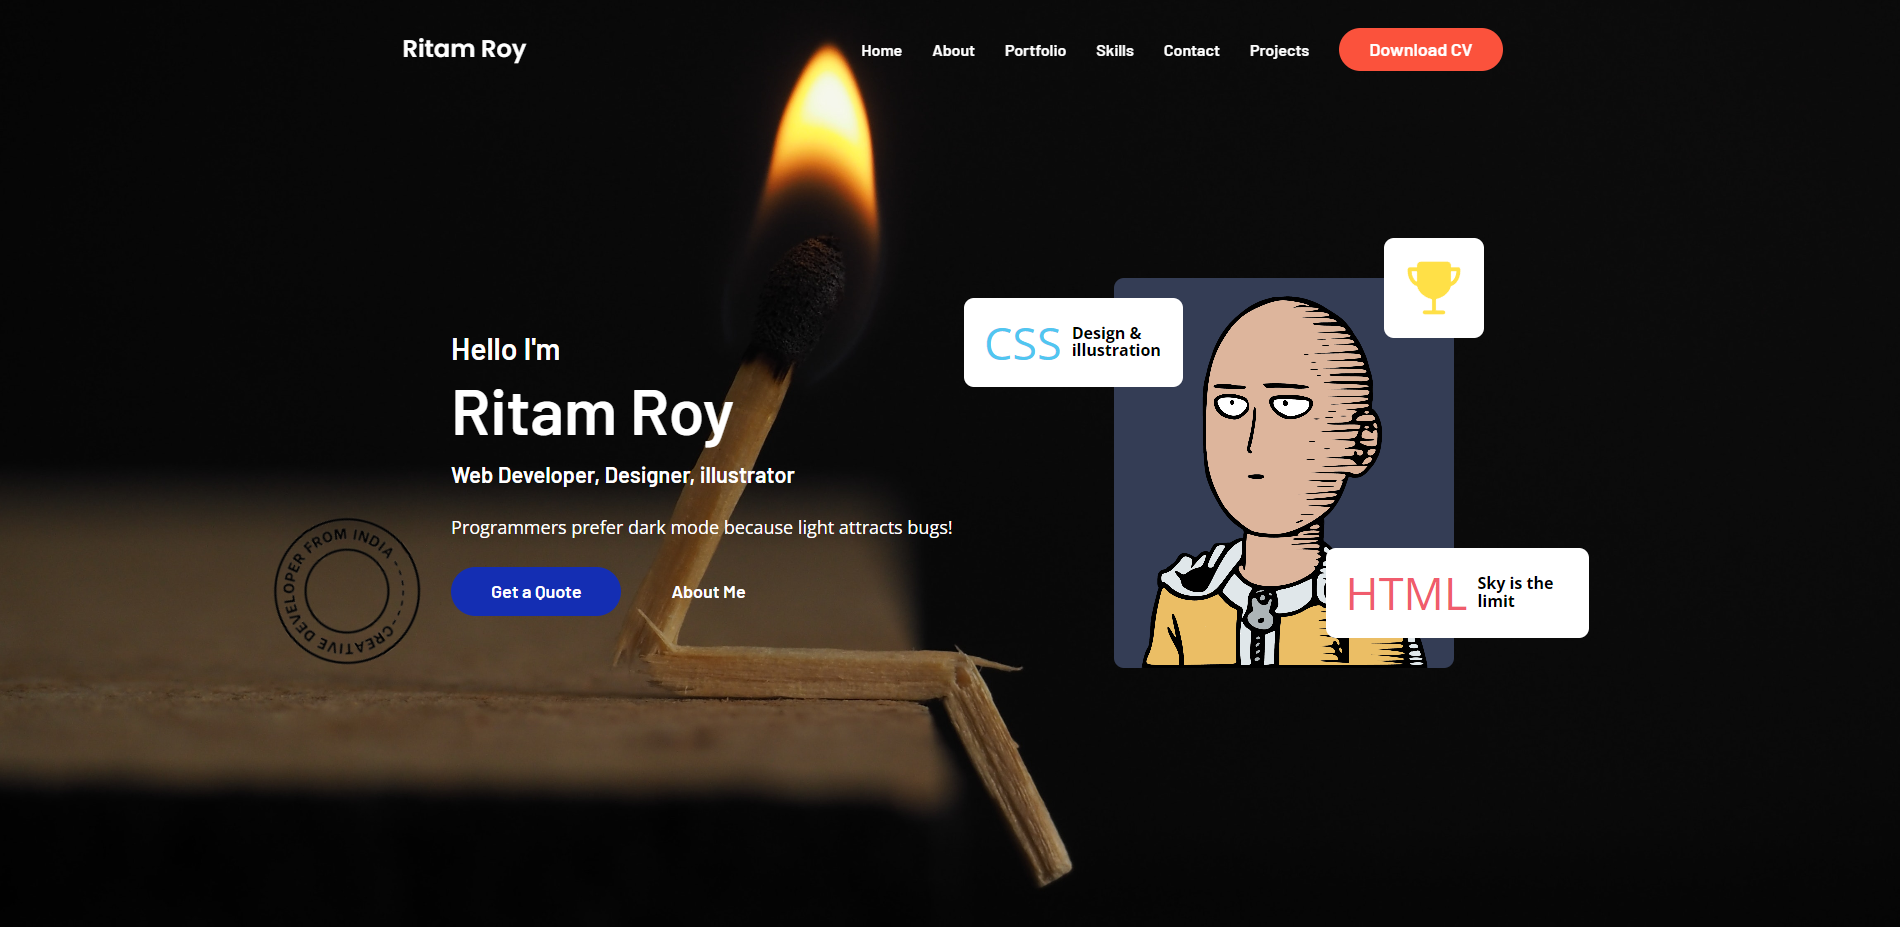 Ritam Roy
Home About Portfolio Skills Contact Projects Download CV
Hello I'm
Ritam Roy
Web Developer, Designer, illustrator
Programmers prefer dark mode because light attracts bugs!
Get a Quote About Me
CREATIVE DEVELOPER FROM INDIA
CSS
Design &
illustration
HTML
Sky is the
limit